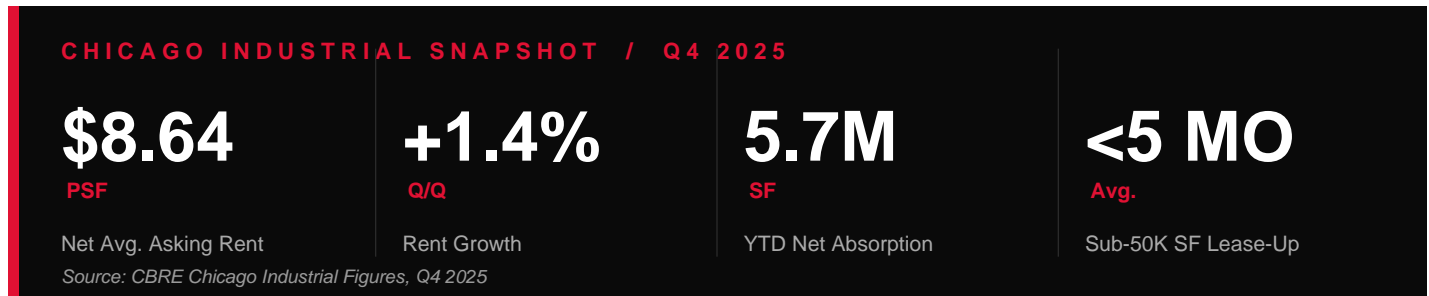 CHICAGO INDUSTRIAL SNAPSHOT / Q4 2025
$8.64 +1.4% 5.7M <5 MO
PSF Q/Q SF Avg.
Net Avg. Asking Rent Rent Growth YTD Net Absorption Sub-50K SF Lease-Up
Source: CBRE Chicago Industrial Figures, Q4 2025